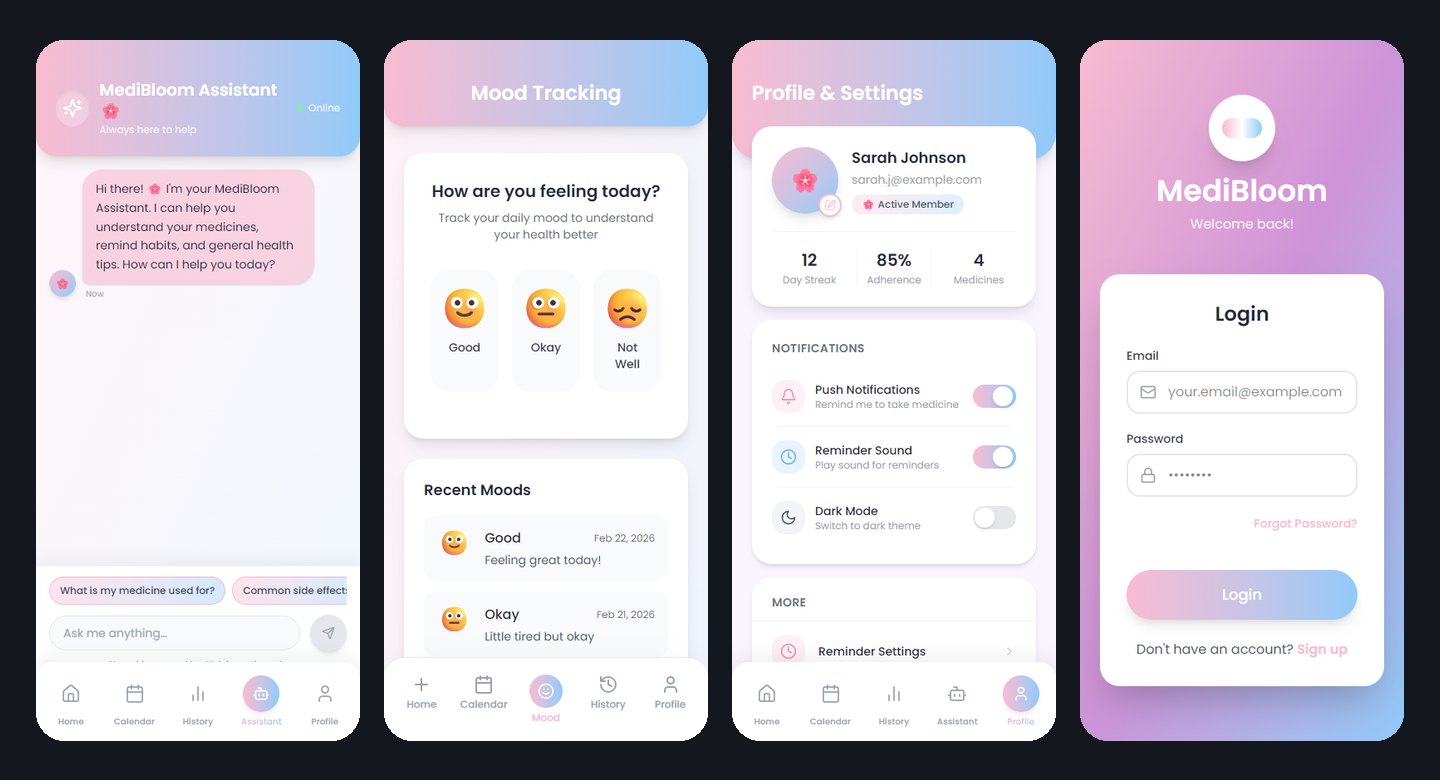 MediBloom Assistant
🌸
Online
Always here to help
Hi there! 🌸 I'm your MediBloom
Assistant. I can help you
understand your medicines,
remind habits, and general health
tips. How can I help you today?
Now
What is my medicine used for?
Common side effects
Ask me anything...
Home
Calendar
History
Assistant
Profile
Mood Tracking
How are you feeling today?
Track your daily mood to understand
your health better
Good
Okay
Not
Well
Recent Moods
Good
Feb 22, 2026
Feeling great today!
Okay
Feb 21, 2026
Little tired but okay
Home
Calendar
Mood
History
Profile
Profile & Settings
Sarah Johnson
sarah.j@example.com
🌸 Active Member
12
Day Streak
85%
Adherence
4
Medicines
NOTIFICATIONS
Push Notifications
Remind me to take medicine
Reminder Sound
Play sound for reminders
Dark Mode
Switch to dark theme
MORE
Reminder Settings
Home
Calendar
History
Assistant
Profile
MediBloom
Welcome back!
Login
Email
your.email@example.com
Password
••••••••
Forgot Password?
Login
Don't have an account? Sign up